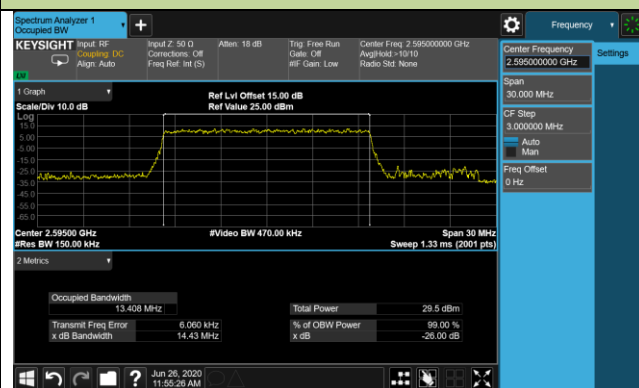 Spectrum Analyzer 1
Occupied BW
Frequency
KEYSIGHT
Input: RF
Coupling: DC
Align: Auto
Input Z: 50 Ω
Corrections: Off
Freq Ref: Int (S)
Atten: 18 dB
Trig: Free Run
Gate: Off
#IF Gain: Low
Center Freq: 2.595000000 GHz
Avg|Hold:>10/10
Radio Std: None
Center Frequency
2.595000000 GHz
Settings
Span
30.000 MHz
CF Step
3.000000 MHz
Auto
Man
Freq Offset
0 Hz
1 Graph
Scale/Div 10.0 dB
Ref Lvl Offset 15.00 dB
Ref Value 25.00 dBm
Log
15.0
5.00
-5.00
-15.0
-25.0
-35.0
-45.0
-55.0
-65.0
Center 2.59500 GHz
#Res BW 150.00 kHz
#Video BW 470.00 kHz
Span 30 MHz
Sweep 1.33 ms (2001 pts)
2 Metrics
Occupied Bandwidth
13.408 MHz
Total Power 29.5 dBm
Transmit Freq Error 6.060 kHz
% of OBW Power 99.00 %
x dB Bandwidth 14.43 MHz
x dB -26.00 dB
Jun 26, 2020
11:55:26 AM